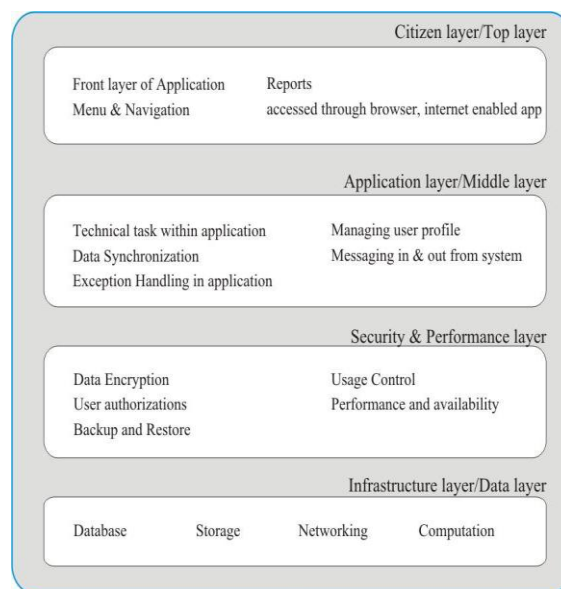 Citizen layer/Top layer
Front layer of Application
Reports
Menu & Navigation
accessed through browser, internet enabled app
Application layer/Middle layer
Technical task within application
Managing user profile
Data Synchronization
Messaging in & out from system
Exception Handling in application
Security & Performance layer
Data Encryption
Usage Control
User authorizations
Performance and availability
Backup and Restore
Infrastructure layer/Data layer
Database Storage Networking Computation